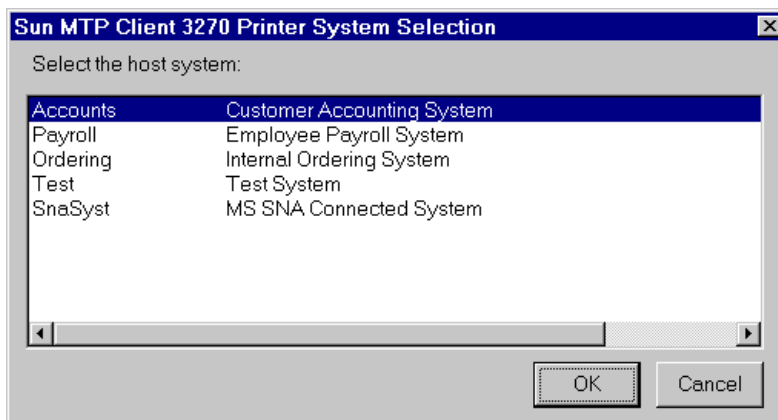 Sun MTP Client 3270 Printer System Selection
Select the host system:
Accounts Customer Accounting System
Payroll Employee Payroll System
Ordering Internal Ordering System
Test Test System
SnaSyst MS SNA Connected System
OK Cancel